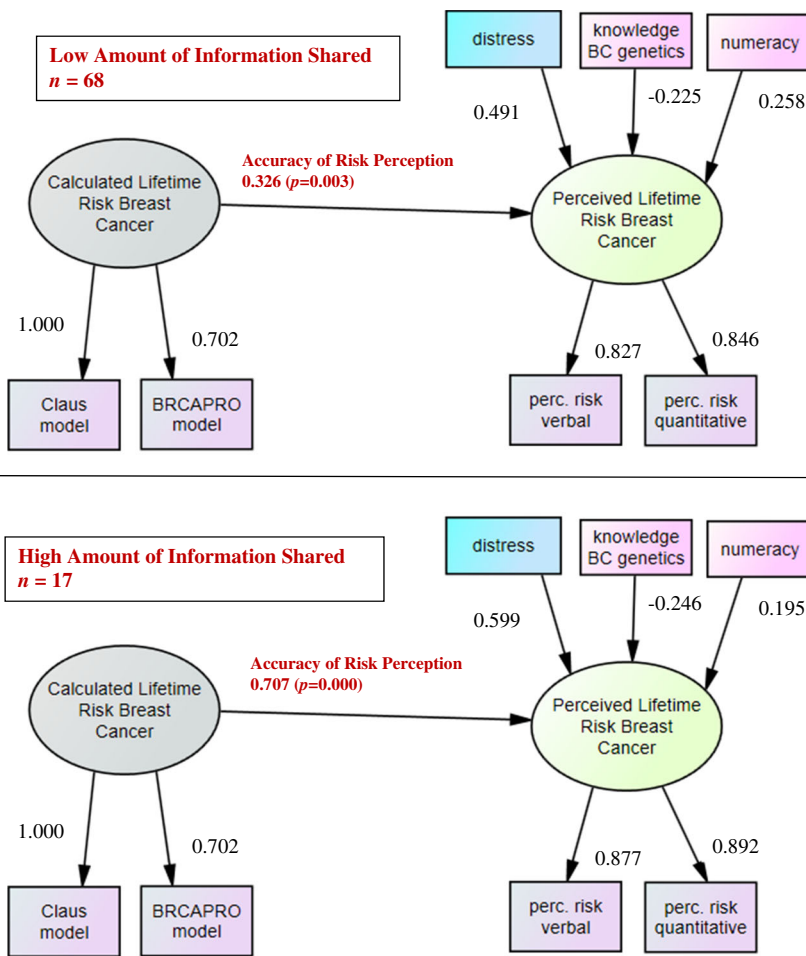 Low Amount of Information Shared
n = 68
distress
knowledge
BC genetics
numeracy
0.491
-0.225
0.258
Accuracy of Risk Perception
0.326 (p=0.003)
Calculated Lifetime
Risk Breast
Cancer
Perceived Lifetime
Risk Breast
Cancer
1.000
0.702
0.827
0.846
Claus
model
BRCAPRO
model
perc. risk
verbal
perc. risk
quantitative
High Amount of Information Shared
n = 17
distress
knowledge
BC genetics
numeracy
0.599
-0.246
0.195
Accuracy of Risk Perception
0.707 (p=0.000)
Calculated Lifetime
Risk Breast
Cancer
Perceived Lifetime
Risk Breast
Cancer
1.000
0.702
0.877
0.892
Claus
model
BRCAPRO
model
perc. risk
verbal
perc. risk
quantitative